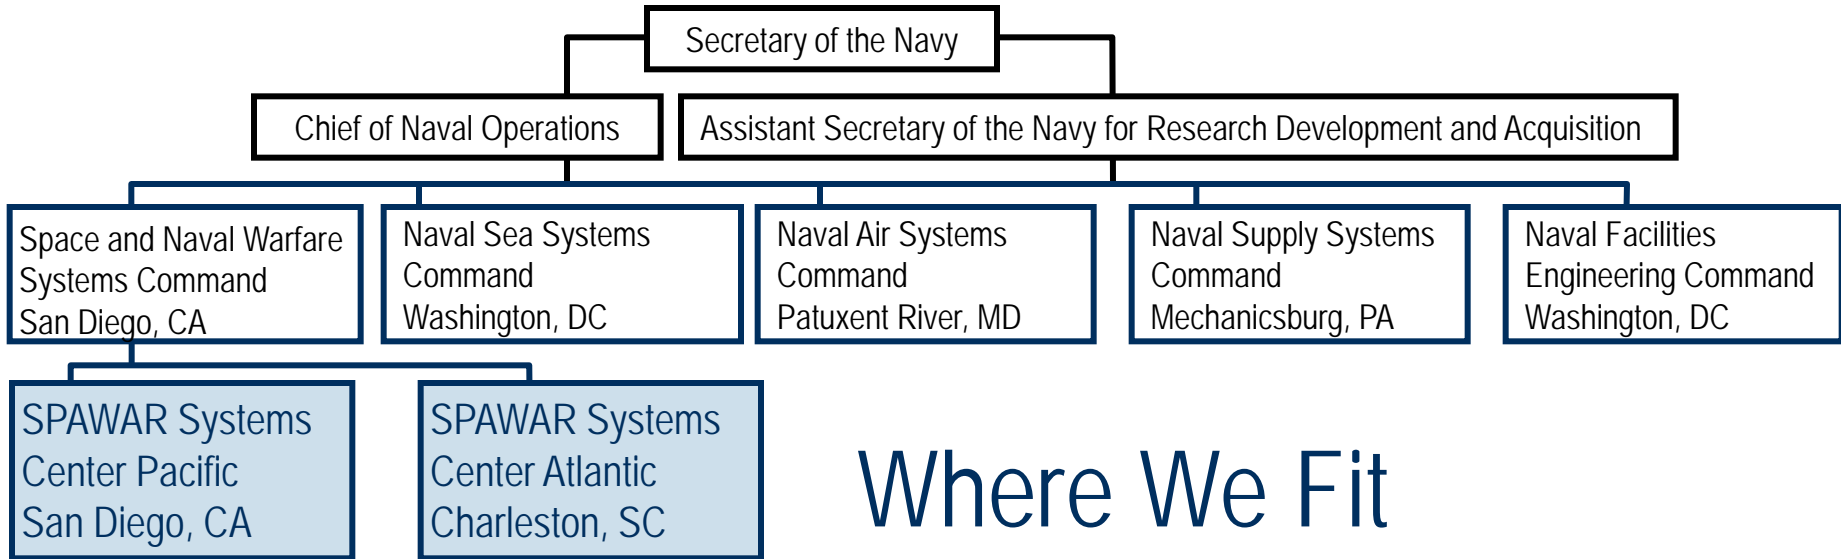 Secretary of the Navy
Chief of Naval Operations
Assistant Secretary of the Navy for Research Development and Acquisition
Space and Naval Warfare
Systems Command
San Diego, CA
Naval Sea Systems
Command
Washington, DC
Naval Air Systems
Command
Patuxent River, MD
Naval Supply Systems
Command
Mechanicsburg, PA
Naval Facilities
Engineering Command
Washington, DC
SPAWAR Systems
Center Pacific
San Diego, CA
SPAWAR Systems
Center Atlantic
Charleston, SC
Where We Fit